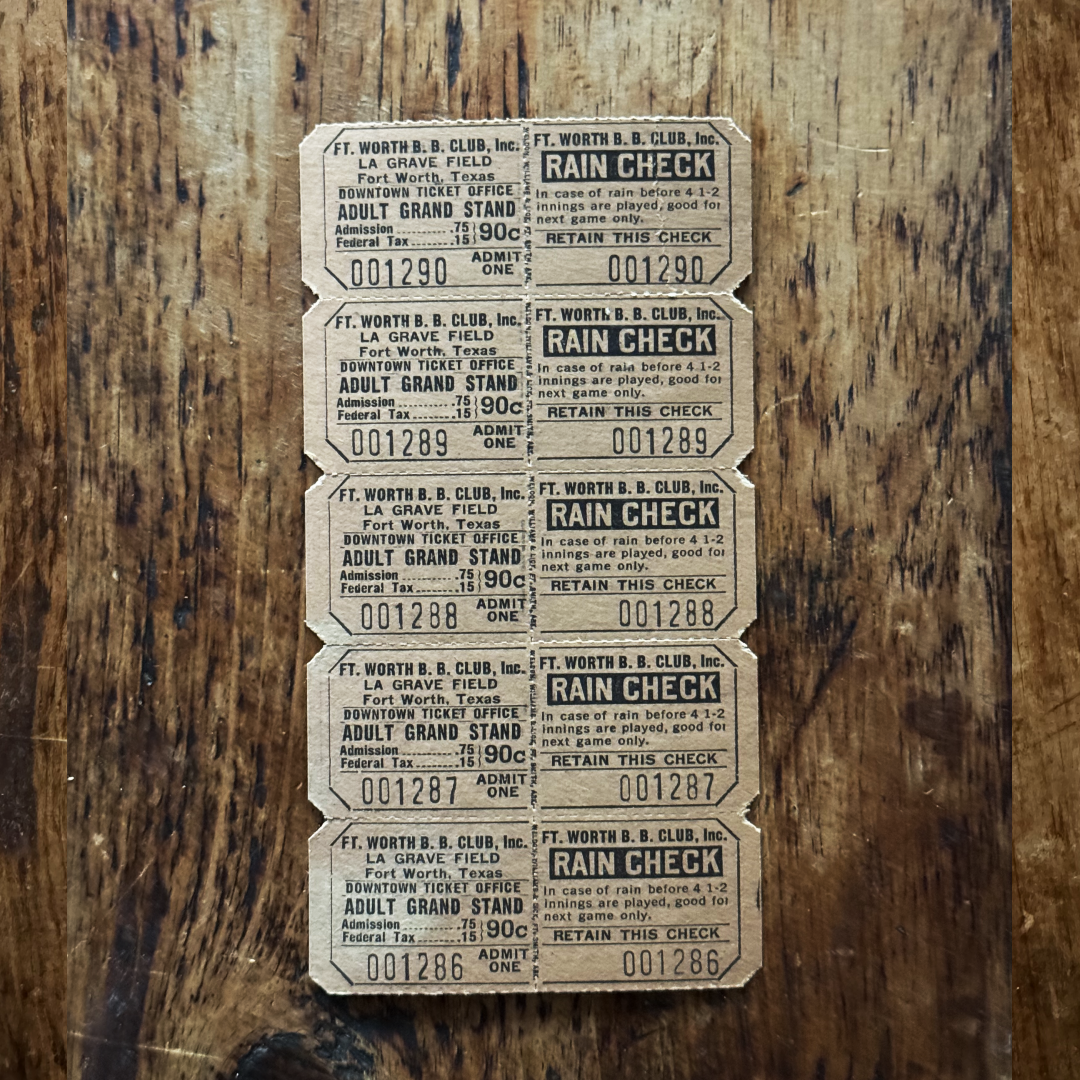 FT. WORTH B. B. CLUB, Inc.
LA GRAVE FIELD
Fort Worth, Texas
DOWNTOWN TICKET OFFICE
ADULT GRAND STAND
Admission .75
Federal Tax .15
90c
001290
ADMIT
ONE
FT. WORTH B. B. CLUB, Inc.
RAIN CHECK
In case of rain before 4 1-2
innings are played, good for
next game only.
RETAIN THIS CHECK
001290
FT. WORTH B. B. CLUB, Inc.
LA GRAVE FIELD
Fort Worth, Texas
DOWNTOWN TICKET OFFICE
ADULT GRAND STAND
Admission .75
Federal Tax .15
90c
001289
ADMIT
ONE
FT. WORTH B. B. CLUB, Inc.
RAIN CHECK
In case of rain before 4 1-2
innings are played, good for
next game only.
RETAIN THIS CHECK
001289
FT. WORTH B. B. CLUB, Inc.
LA GRAVE FIELD
Fort Worth, Texas
DOWNTOWN TICKET OFFICE
ADULT GRAND STAND
Admission .75
Federal Tax .15
90c
001288
ADMIT
ONE
FT. WORTH B. B. CLUB, Inc.
RAIN CHECK
In case of rain before 4 1-2
innings are played, good for
next game only.
RETAIN THIS CHECK
001288
FT. WORTH B. B. CLUB, Inc.
LA GRAVE FIELD
Fort Worth, Texas
DOWNTOWN TICKET OFFICE
ADULT GRAND STAND
Admission .75
Federal Tax .15
90c
001287
ADMIT
ONE
FT. WORTH B. B. CLUB, Inc.
RAIN CHECK
In case of rain before 4 1-2
innings are played, good for
next game only.
RETAIN THIS CHECK
001287
FT. WORTH B. B. CLUB, Inc.
LA GRAVE FIELD
Fort Worth, Texas
DOWNTOWN TICKET OFFICE
ADULT GRAND STAND
Admission .75
Federal Tax .15
90c
001286
ADMIT
ONE
FT. WORTH B. B. CLUB, Inc.
RAIN CHECK
In case of rain before 4 1-2
innings are played, good for
next game only.
RETAIN THIS CHECK
001286